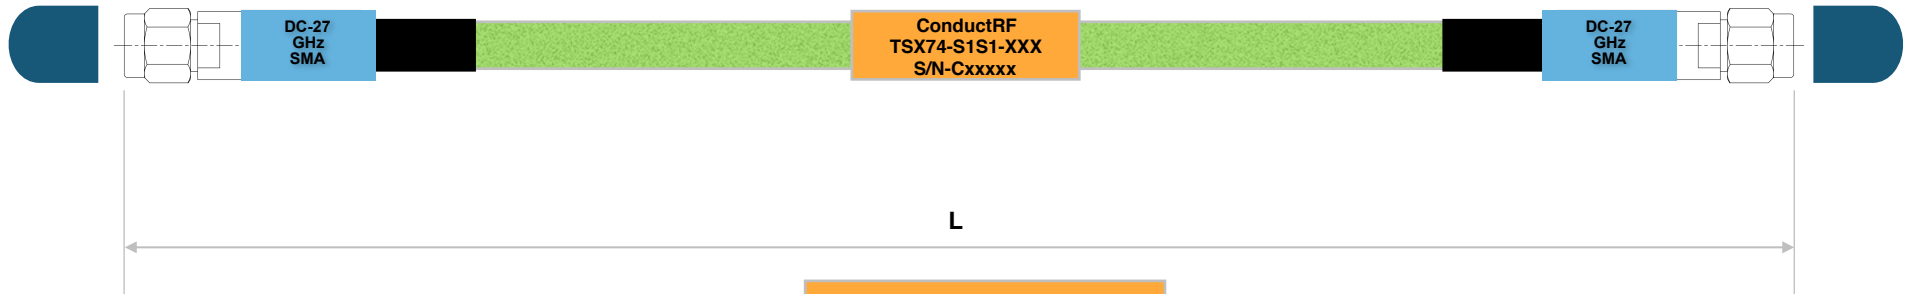 DC-27
GHz
SMA
ConductRF
TSX74-S1S1-XXX
S/N-Cxxxxx
DC-27
GHz
SMA
L